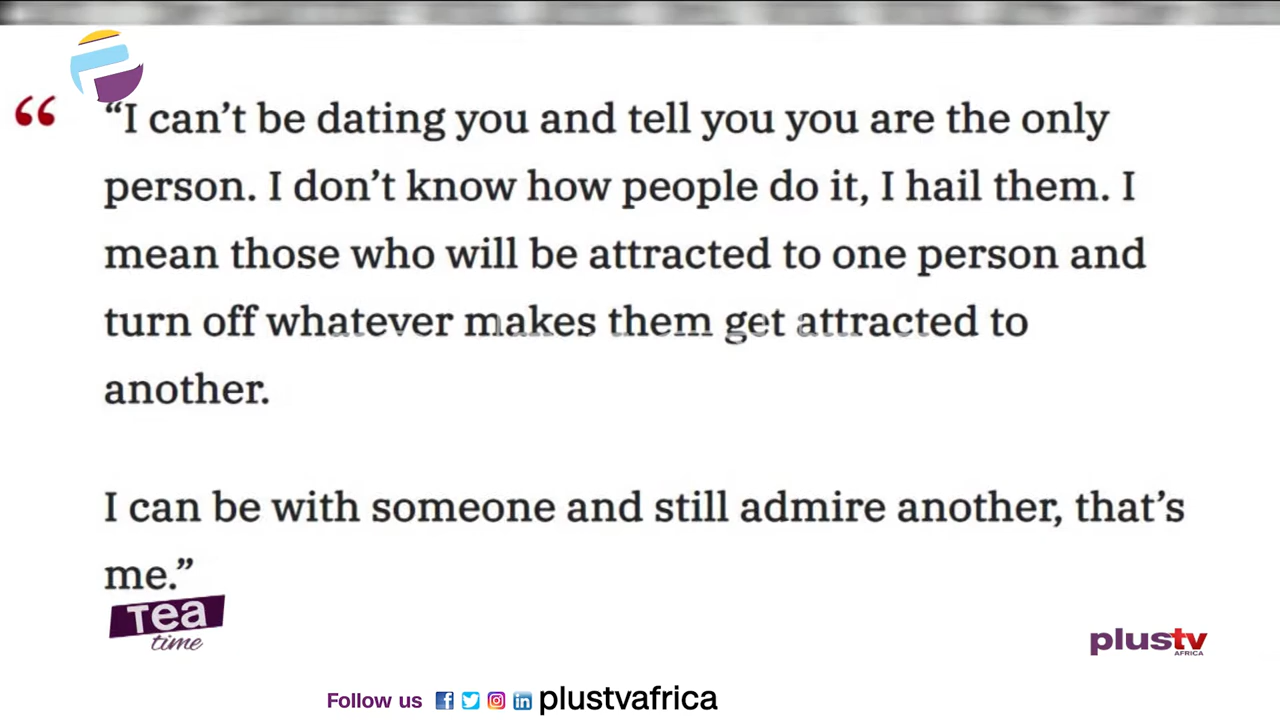 “I can’t be dating you and tell you you are the only
person. I don’t know how people do it, I hail them. I
mean those who will be attracted to one person and
turn off whatever makes them get attracted to
another.
I can be with someone and still admire another, that’s
me.”
Tea
time
plustv
AFRICA
Follow us plustvafrica